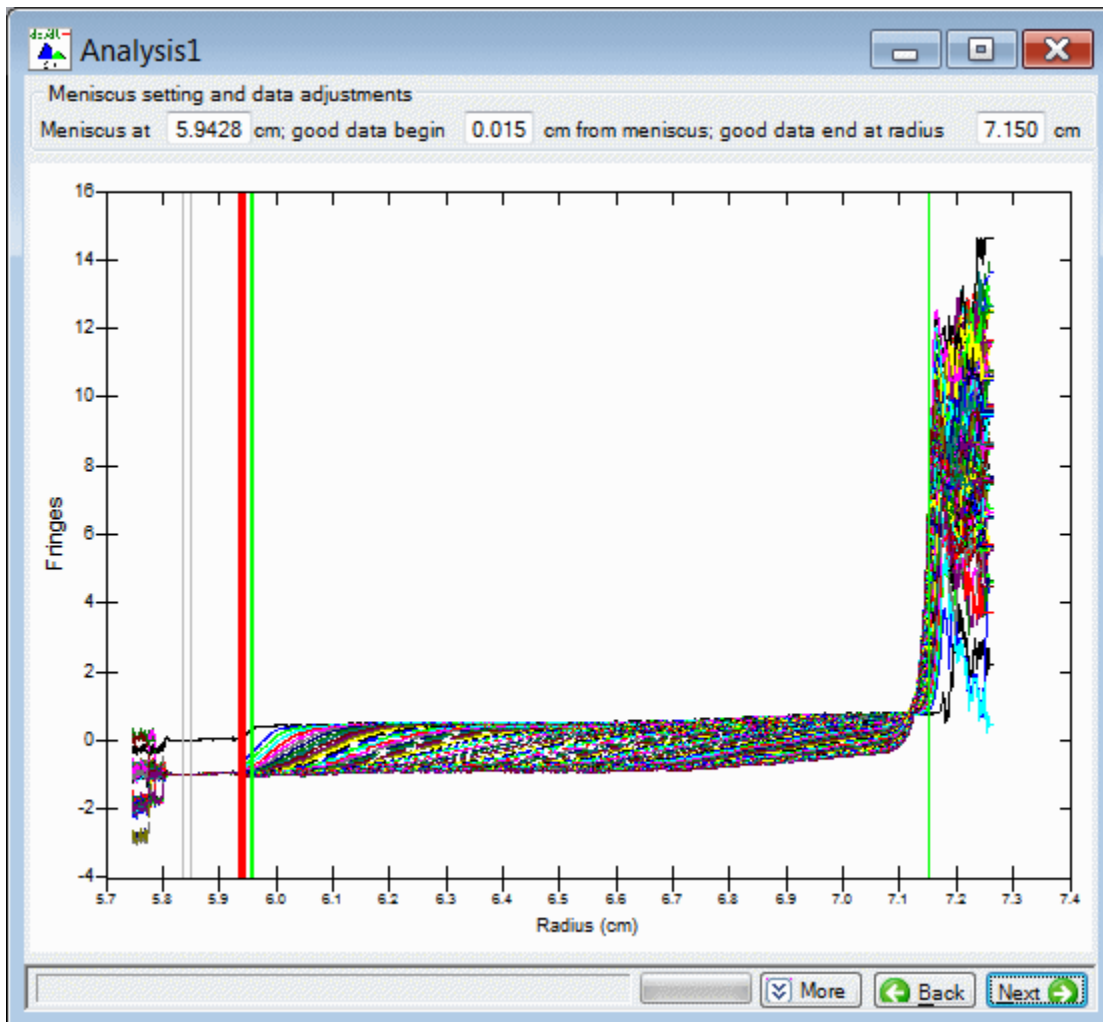 Analysis1
Meniscus setting and data adjustments
Meniscus at 5.9428 cm; good data begin 0.015 cm from meniscus; good data end at radius 7.150 cm
16
14
12
10
8
6
4
2
0
-2
-4
Fringes
5.7 5.8 5.9 6.0 6.1 6.2 6.3 6.4 6.5 6.6 6.7 6.8 6.9 7.0 7.1 7.2 7.3 7.4
Radius (cm)
More Back Next